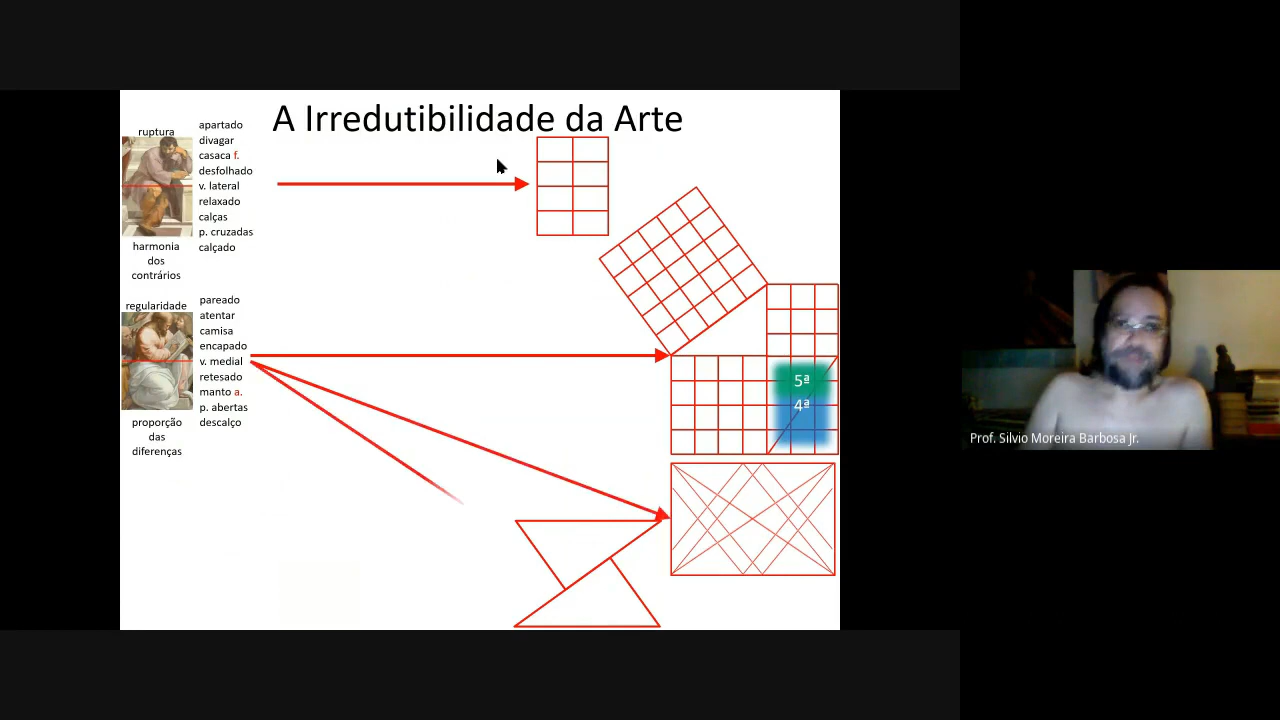 A Irredutibilidade da Arte
ruptura
apartado
divagar
casaca f.
desfolhado
v. lateral
relaxado
calças
p. cruzadas
calçado
harmonia
dos
contrários
regularidade
pareado
atentar
camisa
encapado
v. medial
retesado
manto a.
p. abertas
descalço
proporção
das
diferenças
5ª
4ª
Prof. Silvio Moreira Barbosa Jr.